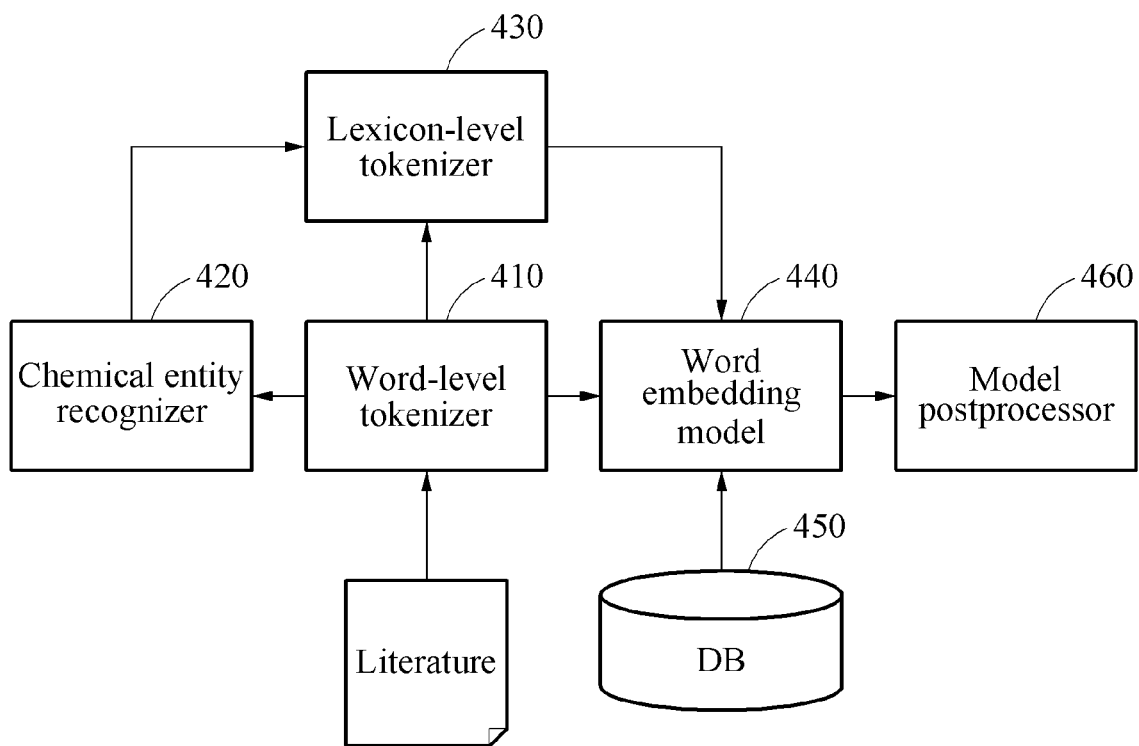 430
Lexicon-level
tokenizer
420
410
440
460
Chemical entity
recognizer
Word-level
tokenizer
Word
embedding
model
Model
postprocessor
450
Literature
DB